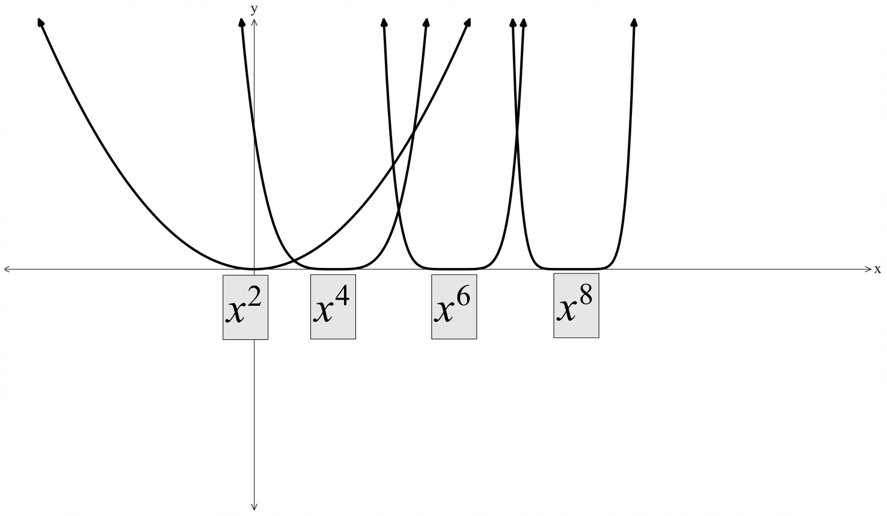 y
x
x² x⁴ x⁶ x⁸